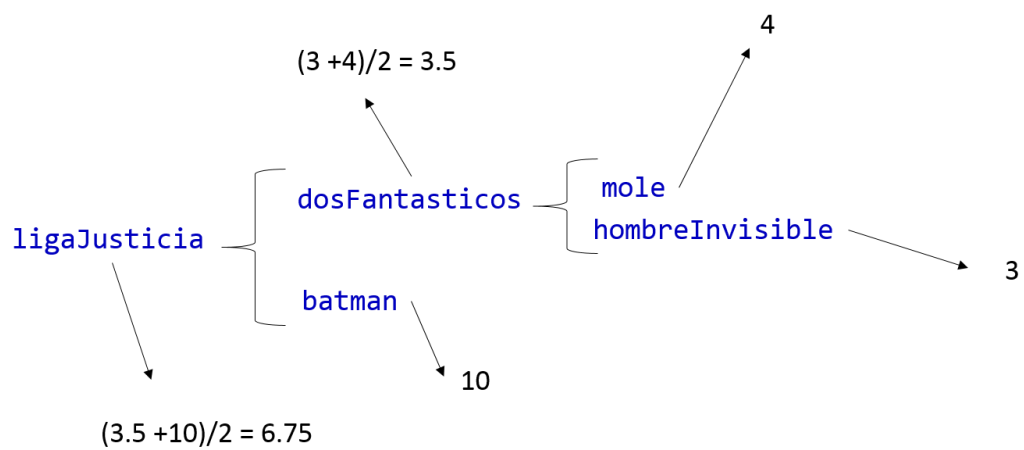 4
(3 +4)/2 = 3.5
mole
dosFantasticos
hombreInvisible
ligaJusticia
3
batman
10
(3.5 +10)/2 = 6.75